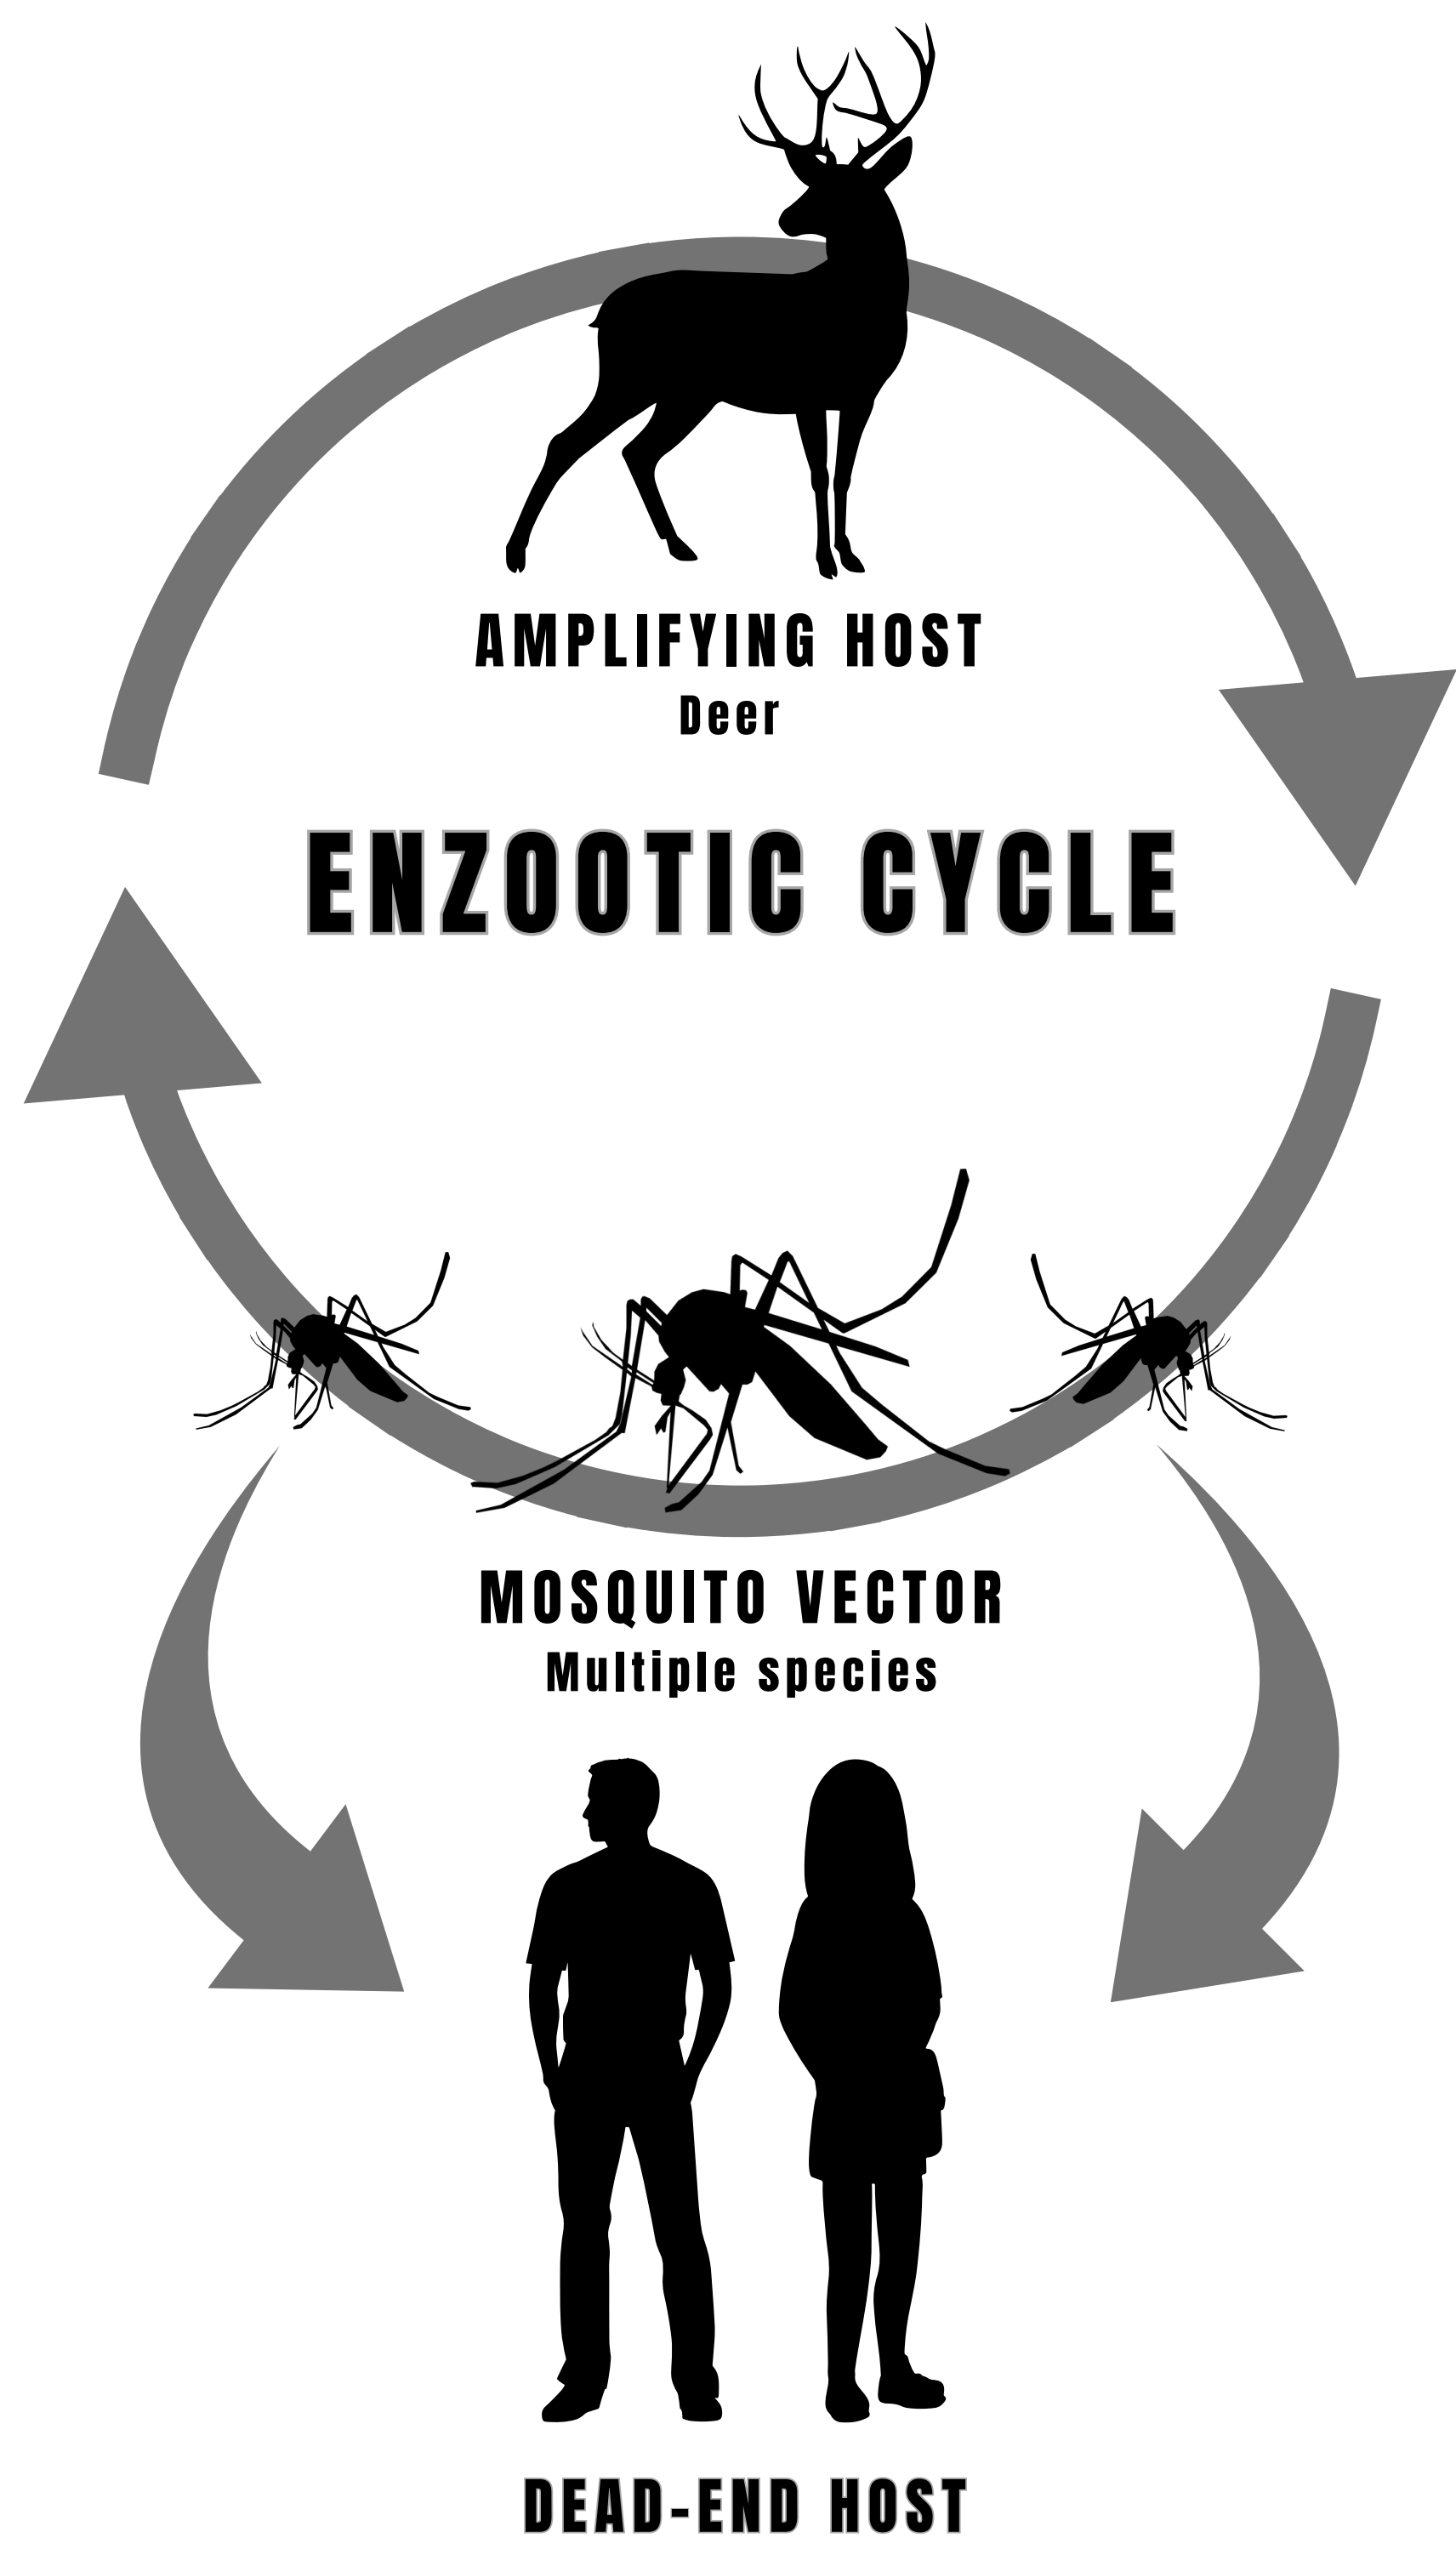 AMPLIFYING HOST
Deer
ENZOOTIC CYCLE
MOSQUITO VECTOR
Multiple species
DEAD-END HOST